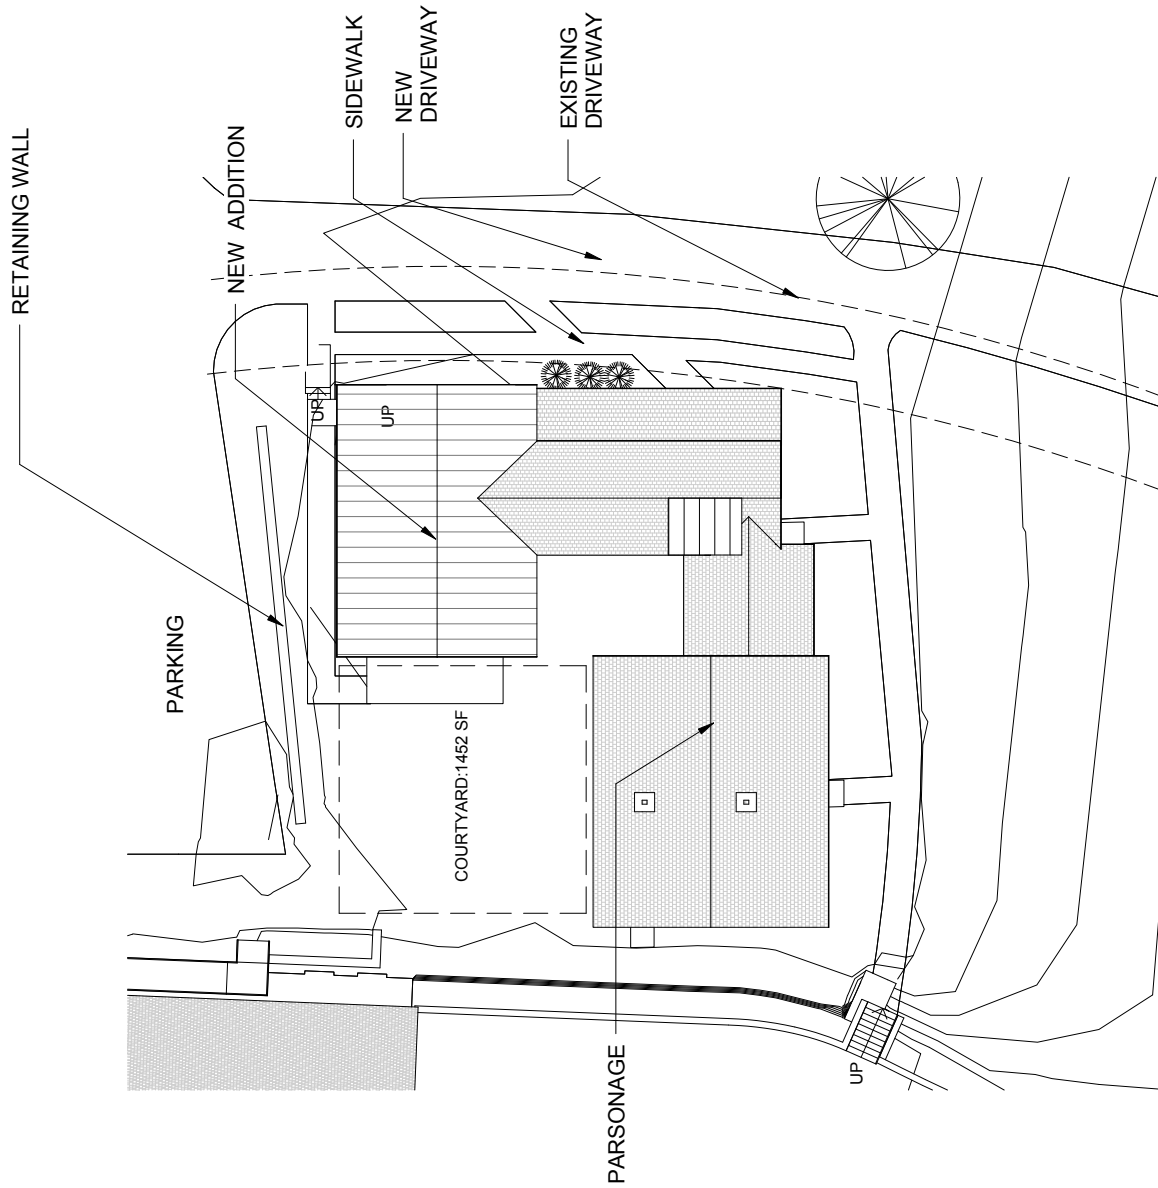 RETAINING WALL
NEW ADDITION
SIDEWALK
NEW
DRIVEWAY
EXISTING
DRIVEWAY
UP
UP
PARKING
COURTYARD:1452 SF
PARSONAGE
UP